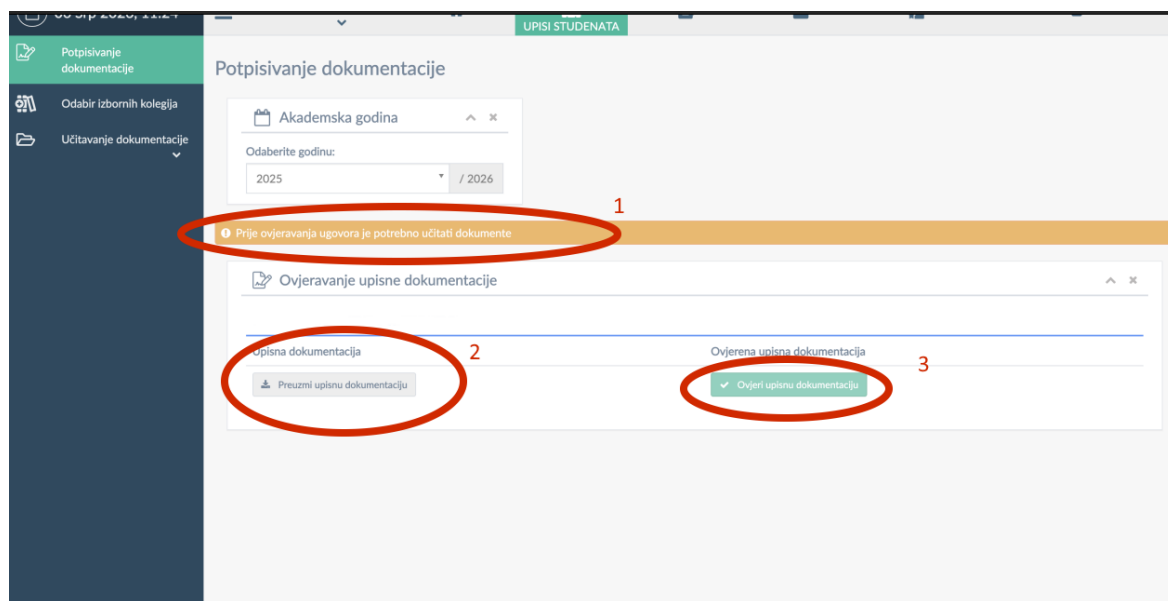 UPISI STUDENATA
Potpisivanje
dokumentacije
Odabir izbornih kolegija
Učitavanje dokumentacije
Potpisivanje dokumentacije
Akademska godina
Odaberite godinu:
2025
/ 2026
1
Prije ovjeravanja ugovora je potrebno učitati dokumente
Ovjeravanje upisne dokumentacije
Upisna dokumentacija
2
Preuzmi upisnu dokumentaciju
Ovjerena upisna dokumentacija
3
Ovjeri upisnu dokumentaciju